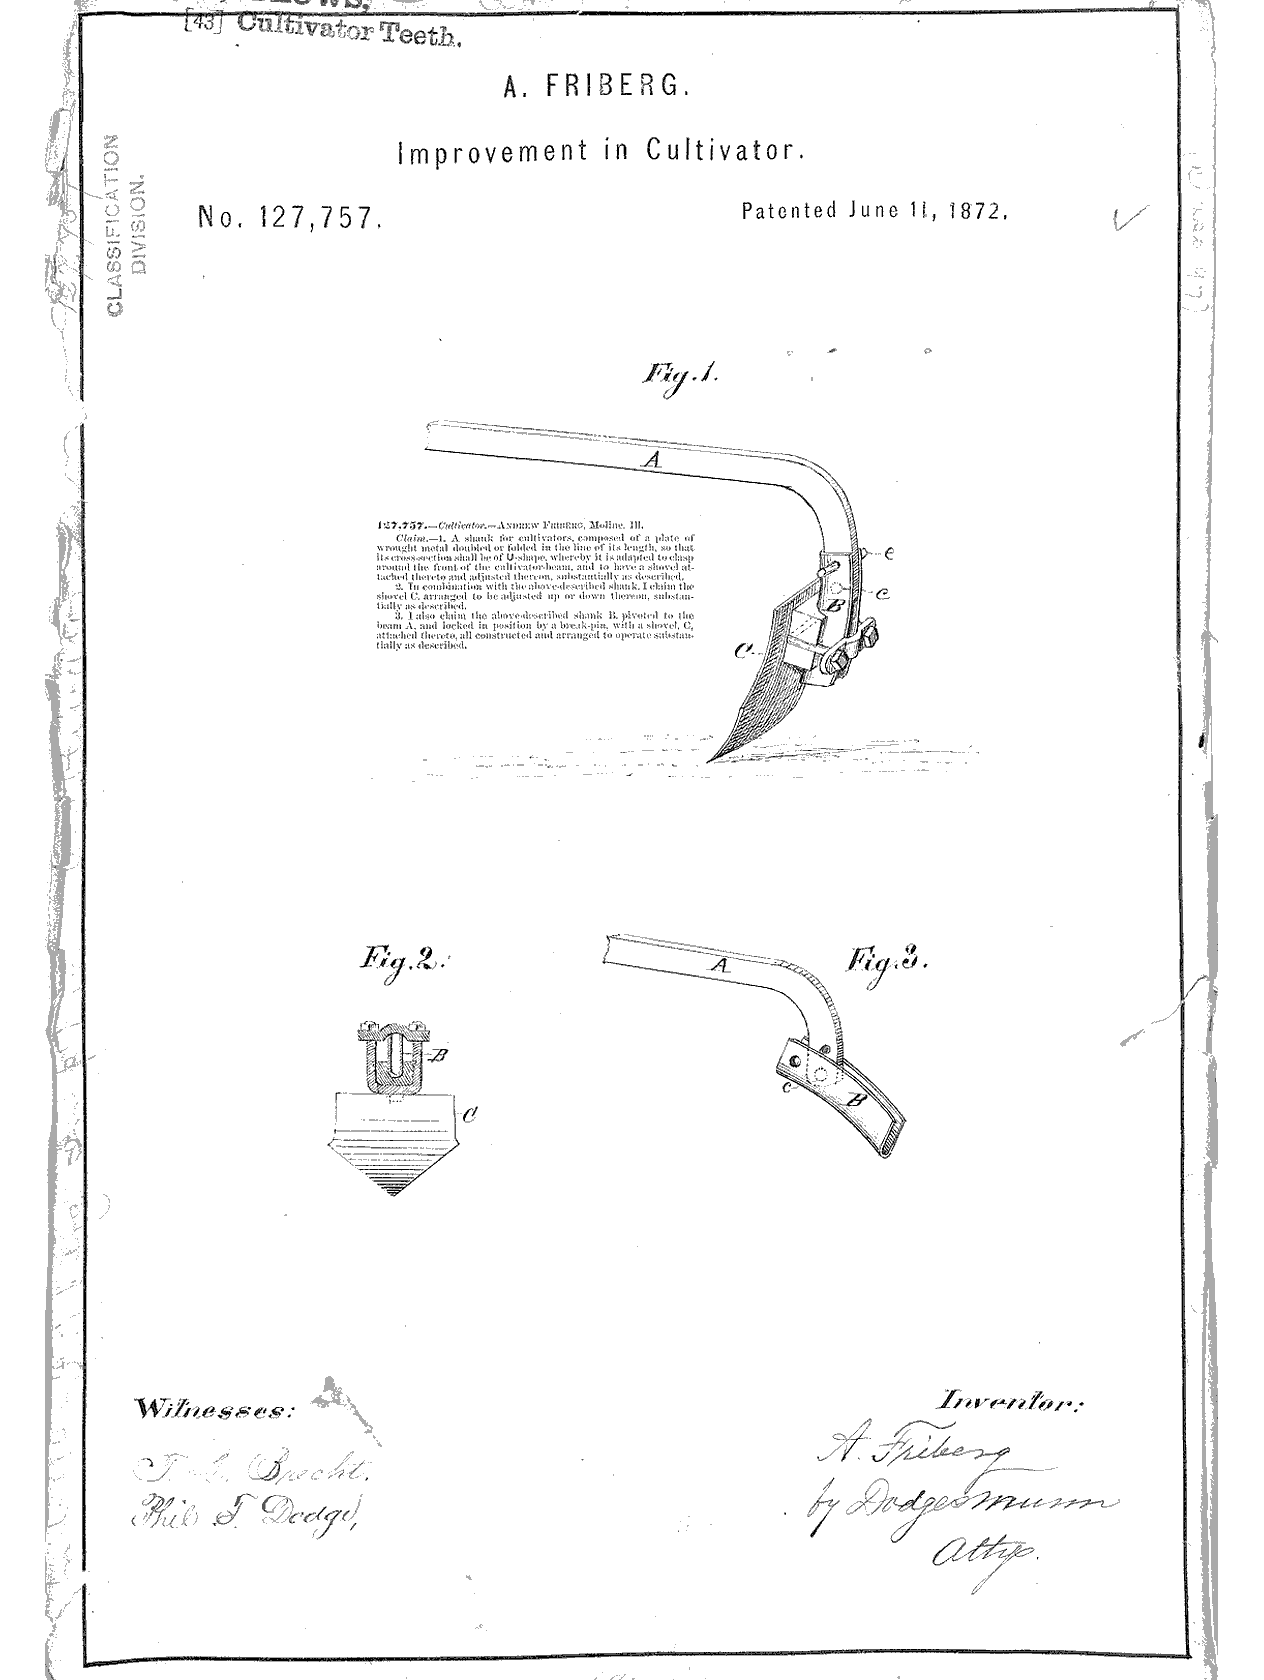 [43] Cultivator Teeth.
A. FRIBERG.
Improvement in Cultivator.
No. 127,757.
Patented June 11, 1872.
CLASSIFICATION
DIVISION.
Fig. 1.
A
127,757.—Cultivator.—ANDREW FRIBERG, Moline, Ill.
Claim.—1. A shank for cultivators, composed of a plate of
wrought metal doubled or folded in the line of its length, so that
its cross-section shall be of U-shape, whereby it is adapted to clasp
around the front of the cultivator-beam, and to have a shovel at-
tached thereto and adjusted thereon, substantially as described.
2. In combination with the above-described shank, I claim the
shovel C, arranged to be adjusted up or down thereon, substan-
tially as described.
3. I also claim the above-described shank B, pivoted to the
beam A, and locked in position by a break-pin, with a shovel, C,
attached thereto, all constructed and arranged to operate substan-
tially as described.
e
c
B
C
Fig. 2.
B
C
Fig. 3.
A
c
B
Witnesses:
Brecht.
Phil T. Dodge,
Inventor:
A. Friberg
by Dodge & Munn
Attys.